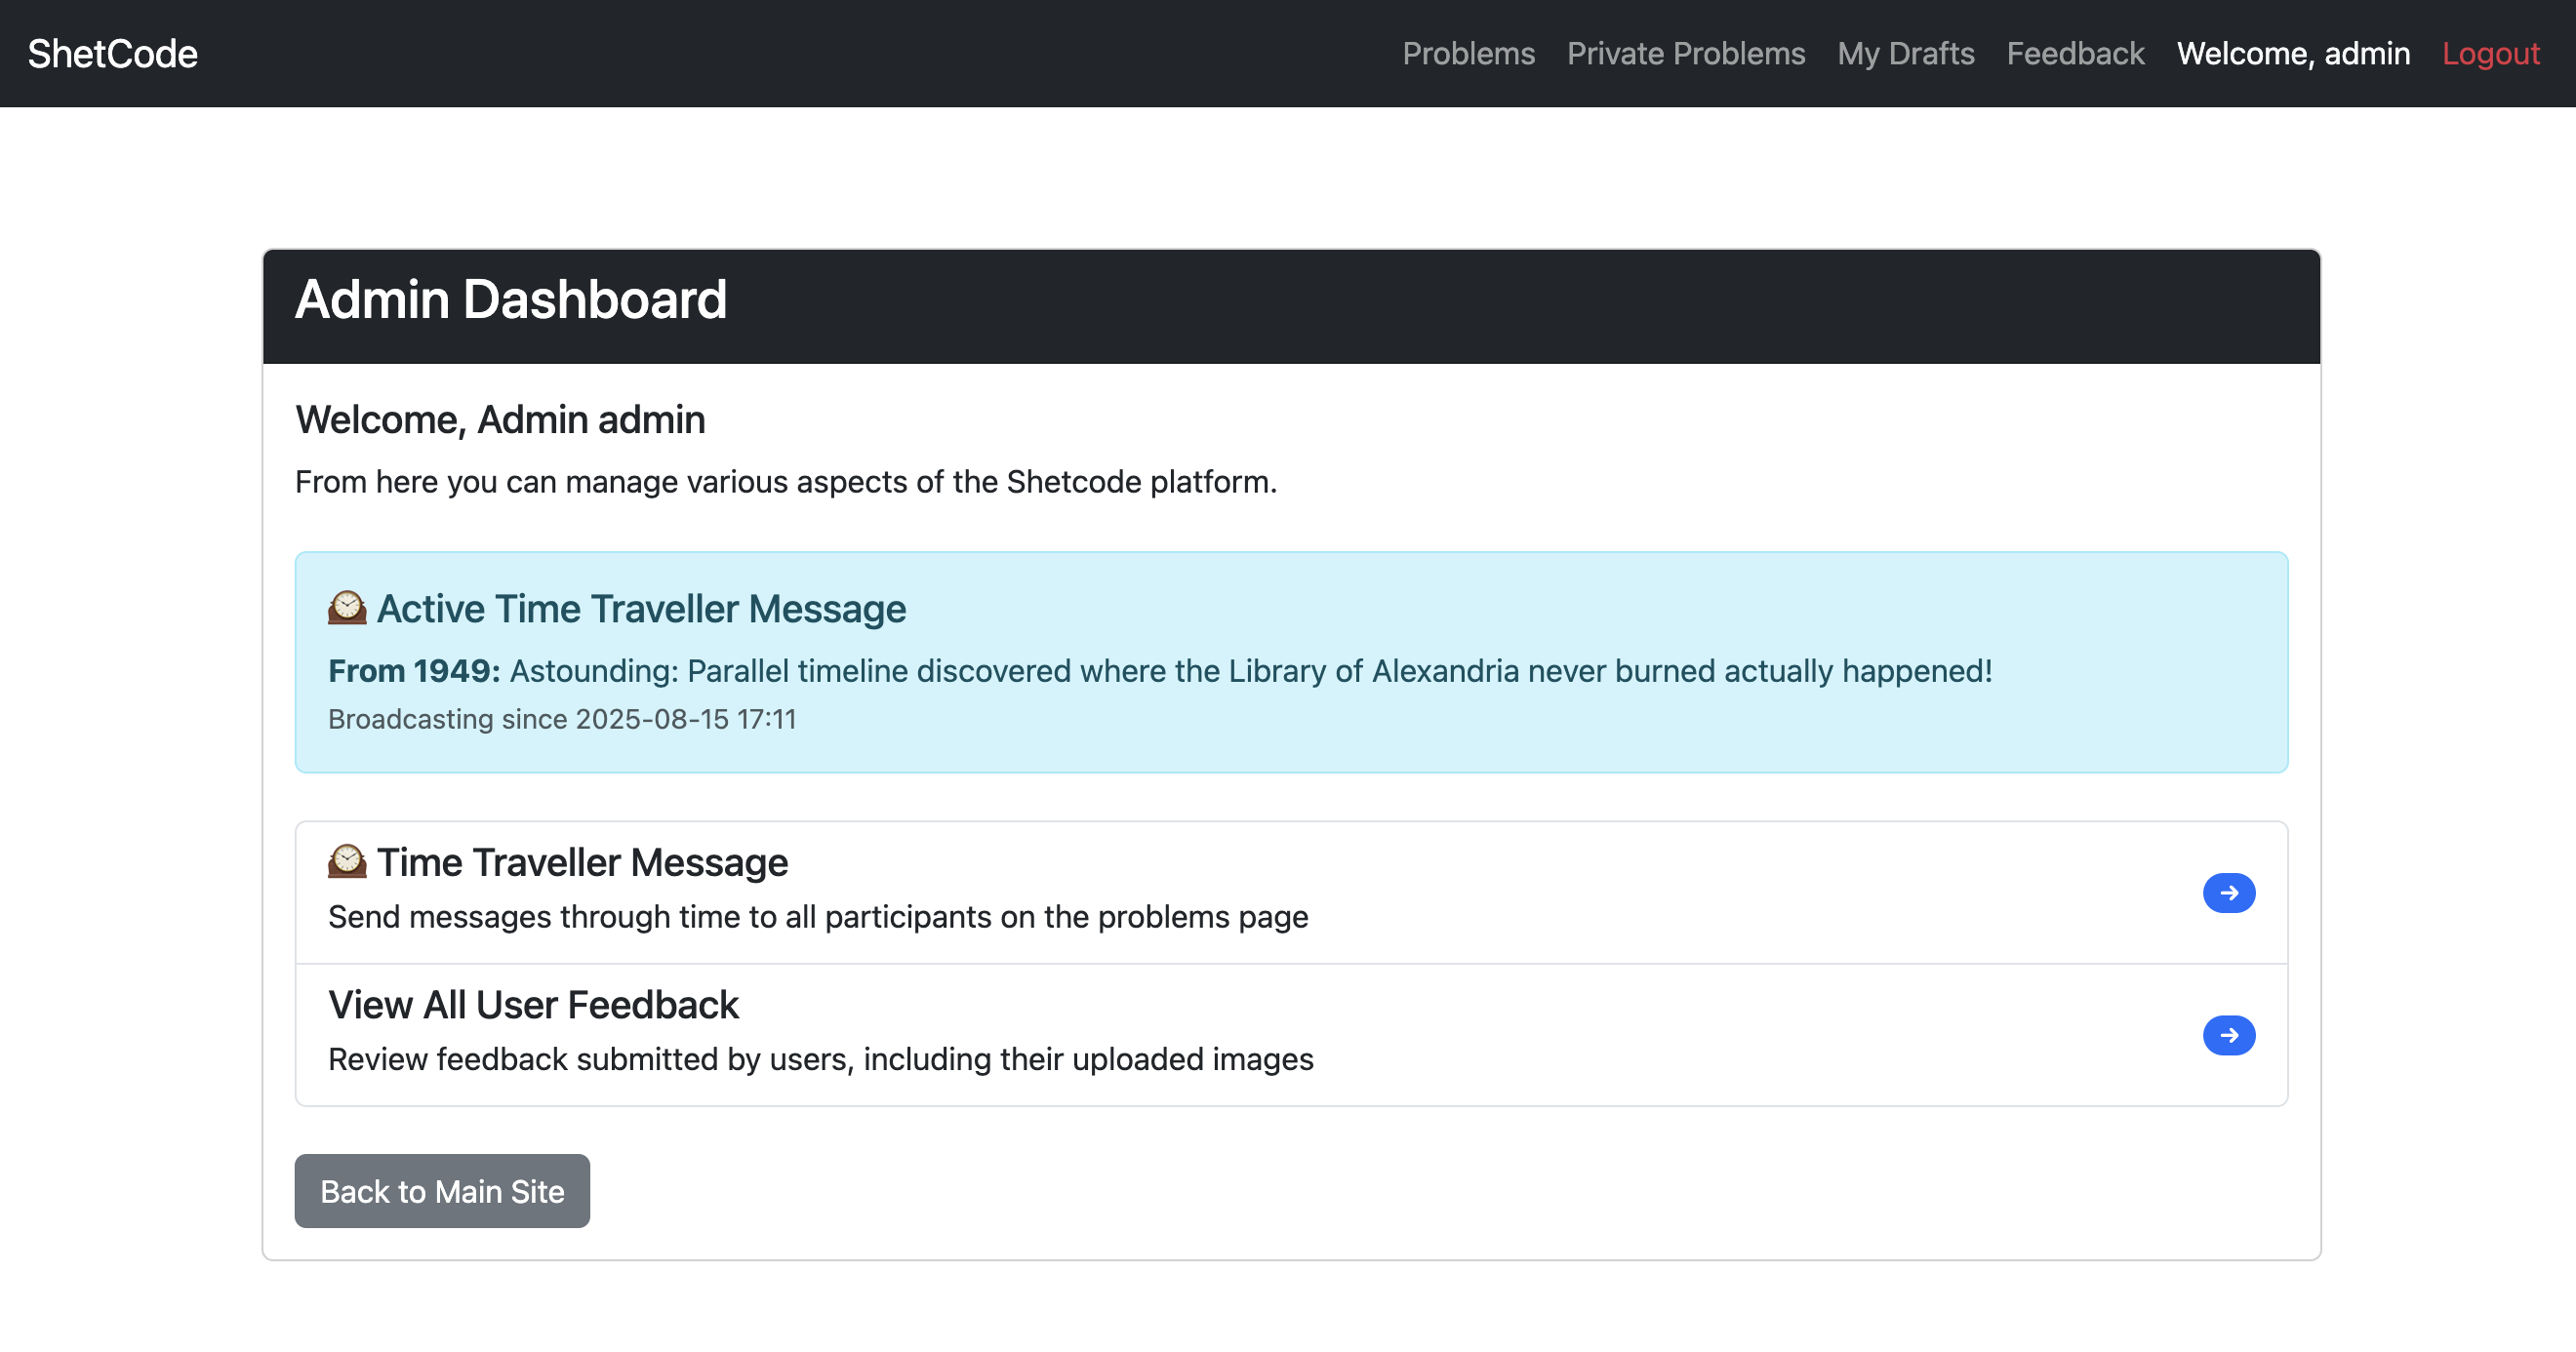 ShetCode
Problems Private Problems My Drafts Feedback Welcome, admin Logout
Admin Dashboard
Welcome, Admin admin
From here you can manage various aspects of the Shetcode platform.
🕰️ Active Time Traveller Message
From 1949: Astounding: Parallel timeline discovered where the Library of Alexandria never burned actually happened!
Broadcasting since 2025-08-15 17:11
🕰️ Time Traveller Message
Send messages through time to all participants on the problems page
→
View All User Feedback
Review feedback submitted by users, including their uploaded images
→
Back to Main Site